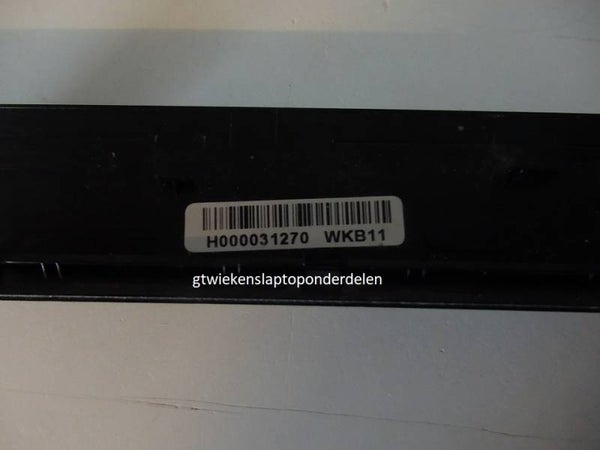 H000031270 WKB11
gtwiekenslaptoponderdelen